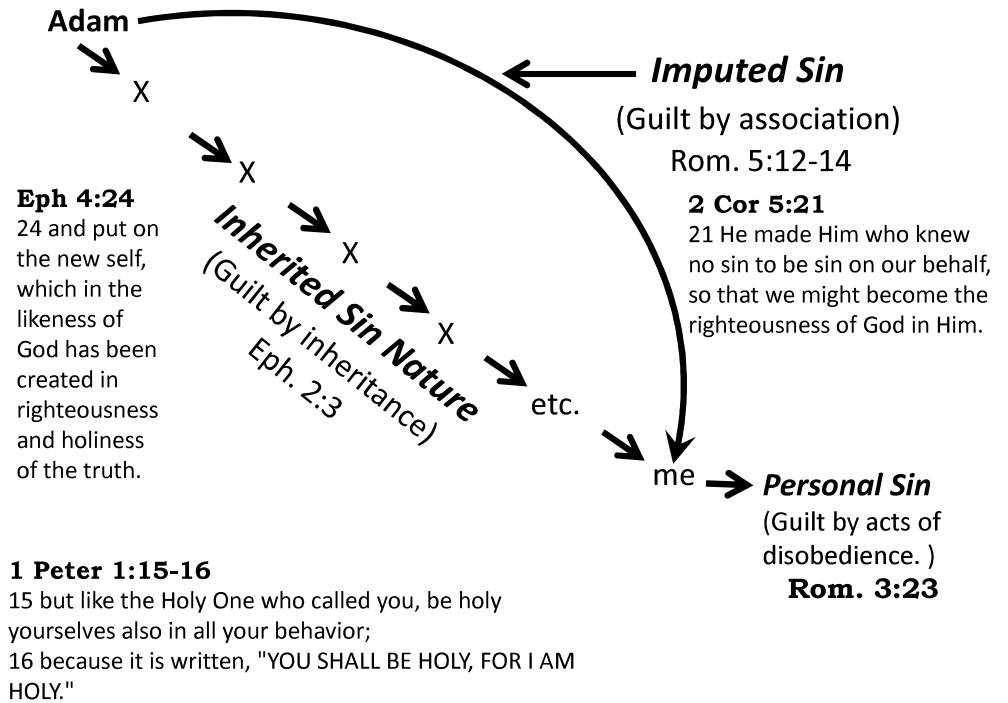 Adam
X
X
X
X
etc.
me
Imputed Sin
(Guilt by association)
Rom. 5:12-14
2 Cor 5:21
21 He made Him who knew
no sin to be sin on our behalf,
so that we might become the
righteousness of God in Him.
Eph 4:24
24 and put on
the new self,
which in the
likeness of
God has been
created in
righteousness
and holiness
of the truth.
Inherited Sin Nature
(Guilt by inheritance)
Eph. 2:3
Personal Sin
(Guilt by acts of
disobedience. )
Rom. 3:23
1 Peter 1:15-16
15 but like the Holy One who called you, be holy
yourselves also in all your behavior;
16 because it is written, "YOU SHALL BE HOLY, FOR I AM
HOLY."